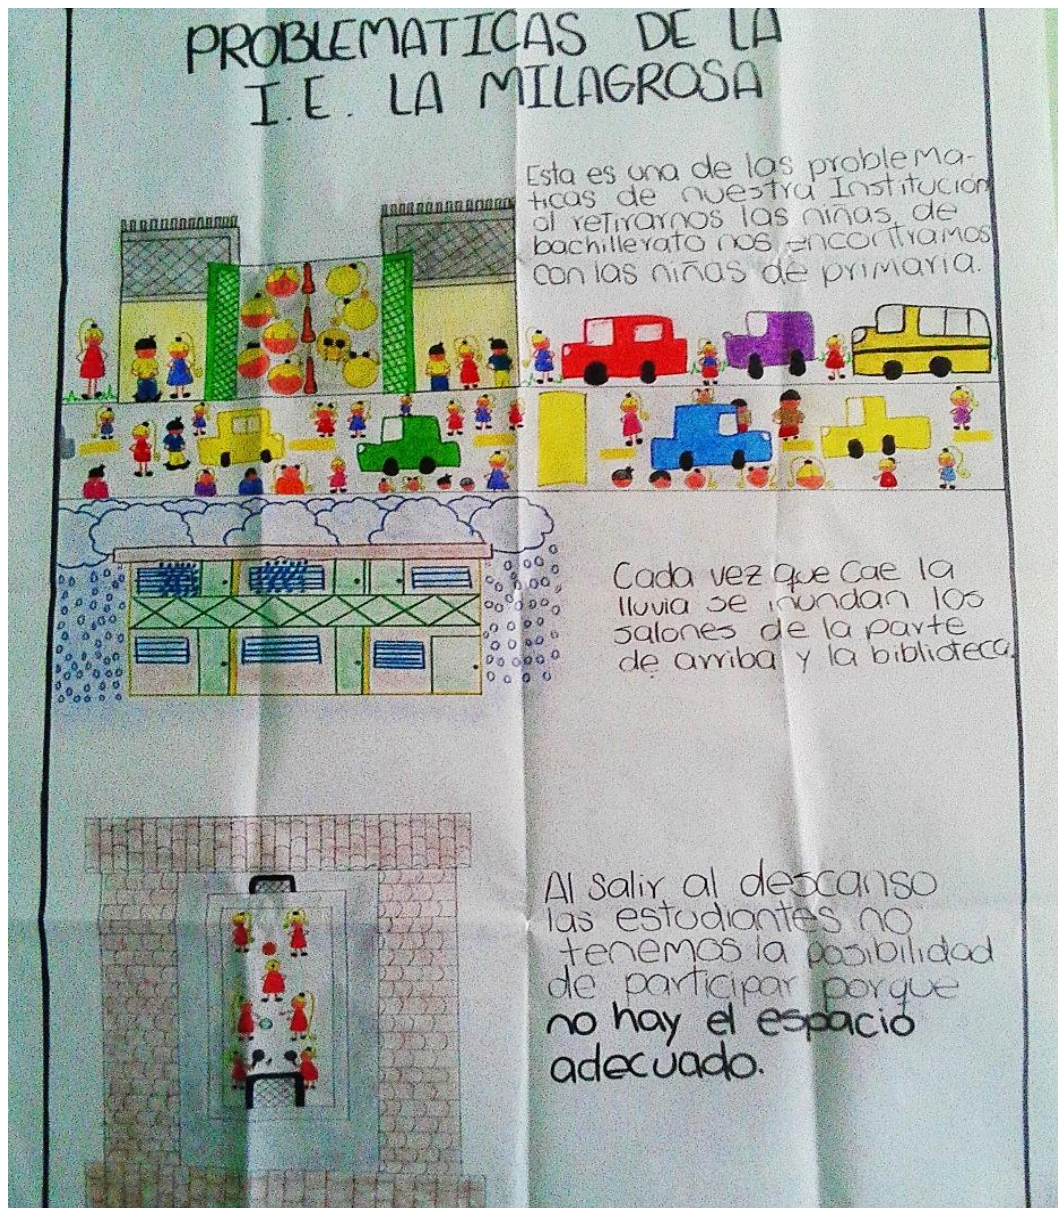 PROBLEMATICAS DE LA
I.E. LA MILAGROSA
Esta es una de las problema-
ticas de nuestra Institución
al retirarnos las niñas de
bachillerato nos encontramos
con las niñas de primaria.
Cada vez que cae la
lluvia se inundan los
salones de la parte
de arriba y la biblioteca.
Al salir al descanso
las estudiantes no
tenemos la posibilidad
de participar porque
no hay el espacio
adecuado.